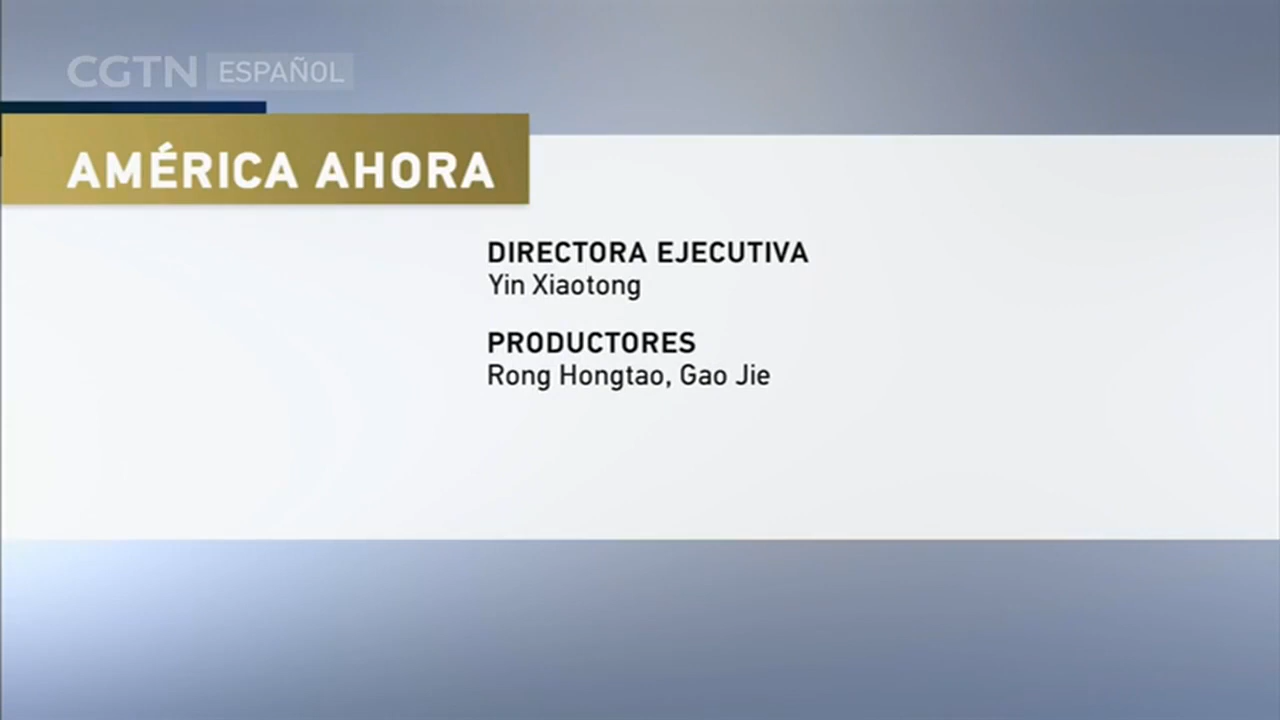 CGTN ESPAÑOL
AMÉRICA AHORA
DIRECTORA EJECUTIVA
Yin Xiaotong
PRODUCTORES
Rong Hongtao, Gao Jie